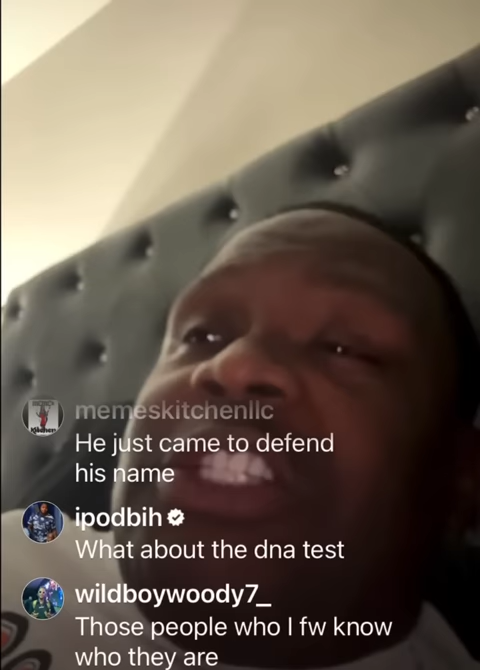 memeskitchenllc
He just came to defend
his name
ipodbih
What about the dna test
wildboywoody7_
Those people who I fw know
who they are